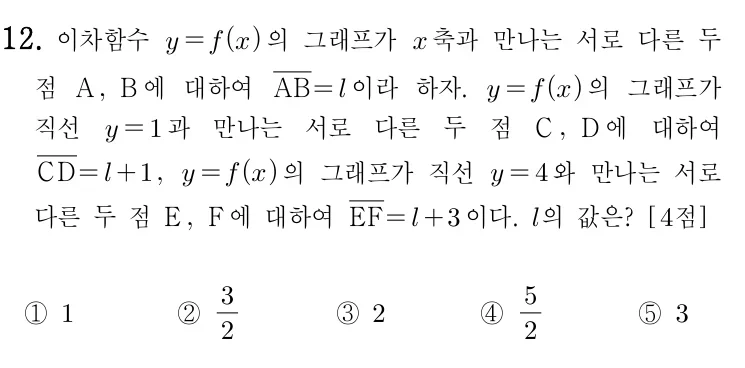 12. 이차함수 y=f(x)의 그래프가 x축과 만나는 서로 다른 두
점 A, B에 대하여 \overline{AB}=l이라 하자. y=f(x)의 그래프가
직선 y=1과 만나는 서로 다른 두 점 C, D에 대하여
\overline{CD}=l+1, y=f(x)의 그래프가 직선 y=4와 만나는 서로
다른 두 점 E, F에 대하여 \overline{EF}=l+3이다. l의 값은? [4점]
① 1 ② 3/2 ③ 2 ④ 5/2 ⑤ 3